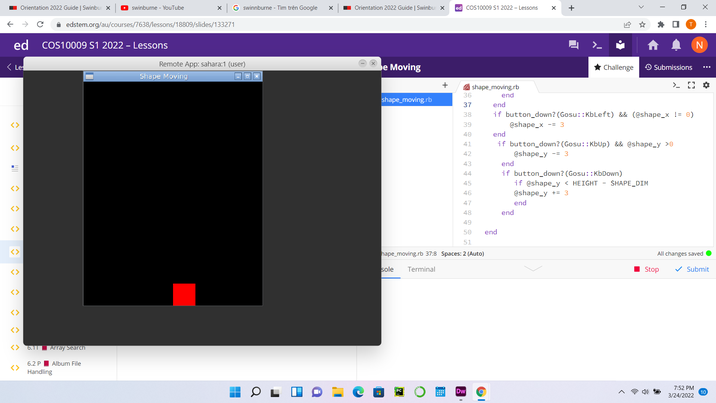 Orientation 2022 Guide | Swinb
swinburne - YouTube
swinnburne - Tìm trên Google
Orientation 2022 Guide | Swinb
COS10009 S1 2022 – Lessons
edstem.org/au/courses/7638/lessons/18809/slides/133271
T
ed COS10009 S1 2022 – Lessons
N
Remote App: sahara:1 (user)
Shape Moving
Challenge
Submissions
shape_moving.rb
shape_moving.rb
36 end
37 end
38 if button_down?(Gosu::KbLeft) && (@shape_x != 0)
39 @shape_x -= 3
40 end
41 if button_down?(Gosu::KbUp) && @shape_y >0
42 @shape_y -= 3
43 end
44 if button_down?(Gosu::KbDown)
45 if @shape_y < HEIGHT - SHAPE_DIM
46 @shape_y += 3
47 end
48 end
49
50 end
51
hape_moving.rb 37:8 Spaces: 2 (Auto)
All changes saved
sole
Terminal
Stop
Submit
6.1T Array Search
6.2 P Album File
Handling
7:52 PM
3/24/2022